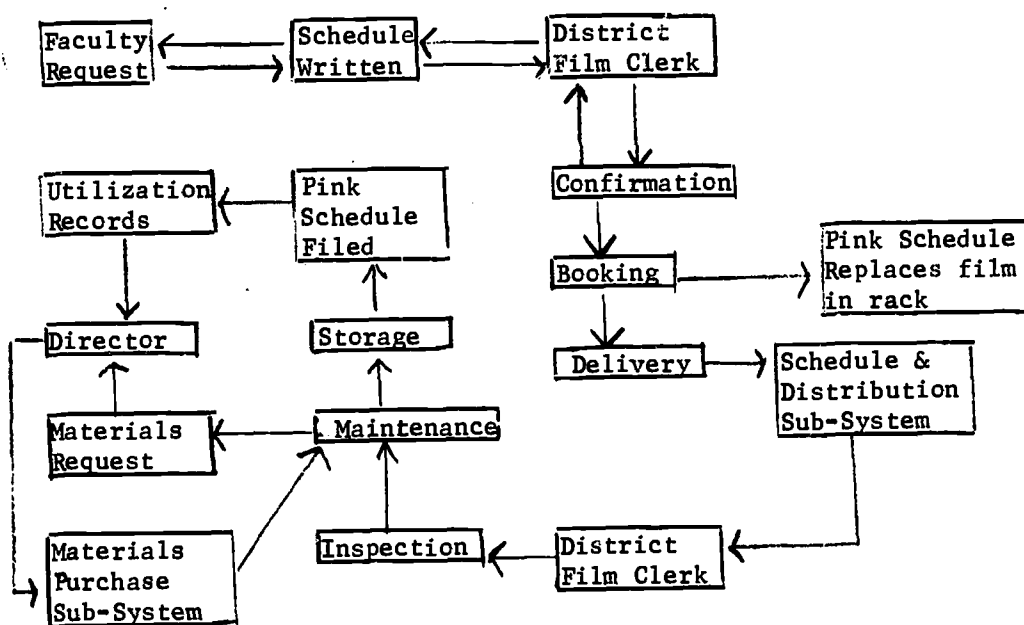 Faculty
Request
Schedule
Written
District
Film Clerk
Confirmation
Utilization
Records
Pink
Schedule
Filed
Booking
Pink Schedule
Replaces film
in rack
Director
Storage
Delivery
Schedule &
Distribution
Sub-System
Materials
Request
Maintenance
Materials
Purchase
Sub-System
Inspection
District
Film Clerk